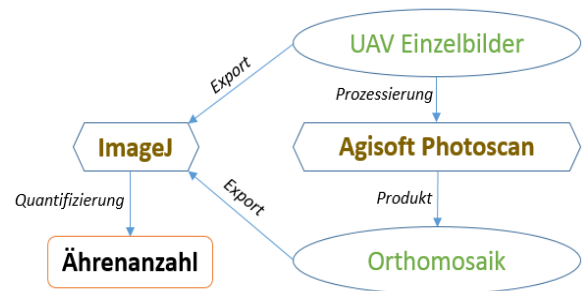 UAV Einzelbilder
Export
Prozessierung
ImageJ
Agisoft Photoscan
Quantifizierung
Export
Produkt
Ährenanzahl
Orthomosaik